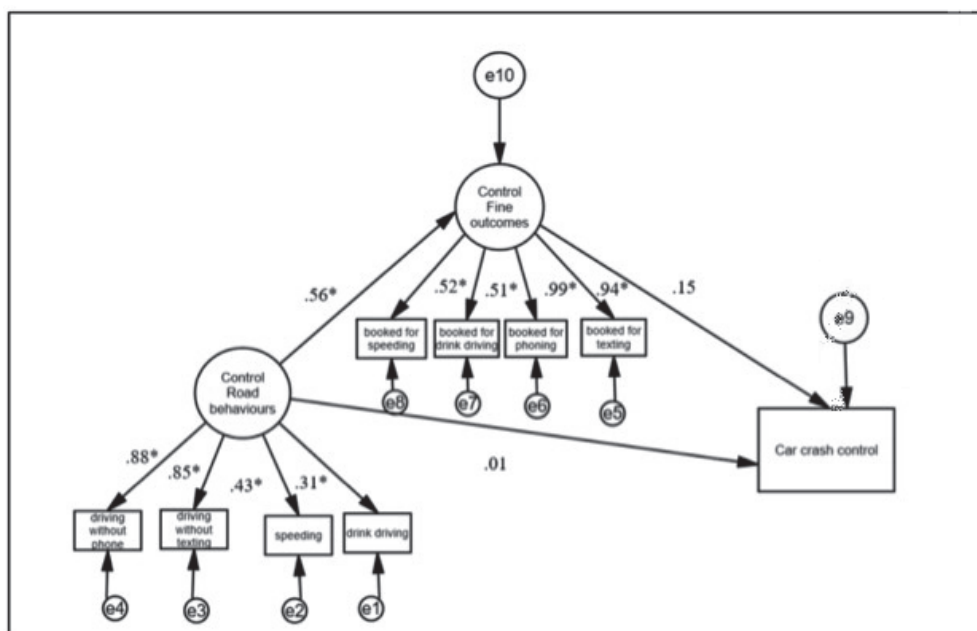 e10
Control
Fine
outcomes
.56*
.52*
.51*
.99*
.94*
.15
e9
booked for
speeding
booked for
drink driving
booked for
phoning
booked for
texting
e8
e7
e6
e5
Control
Road
behaviours
Car crash control
.01
.88*
.85*
.43*
.31*
driving
without
phone
driving
without
texting
speeding
drink driving
e4
e3
e2
e1